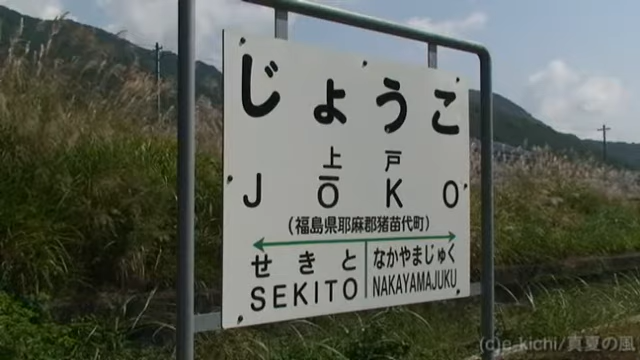 じょうこ
上戸
JŌKO
(福島県耶麻郡猪苗代町)
せきと なかやまじゅく
SEKITO NAKAYAMAJUKU
(c)e-kichi/真夏の風